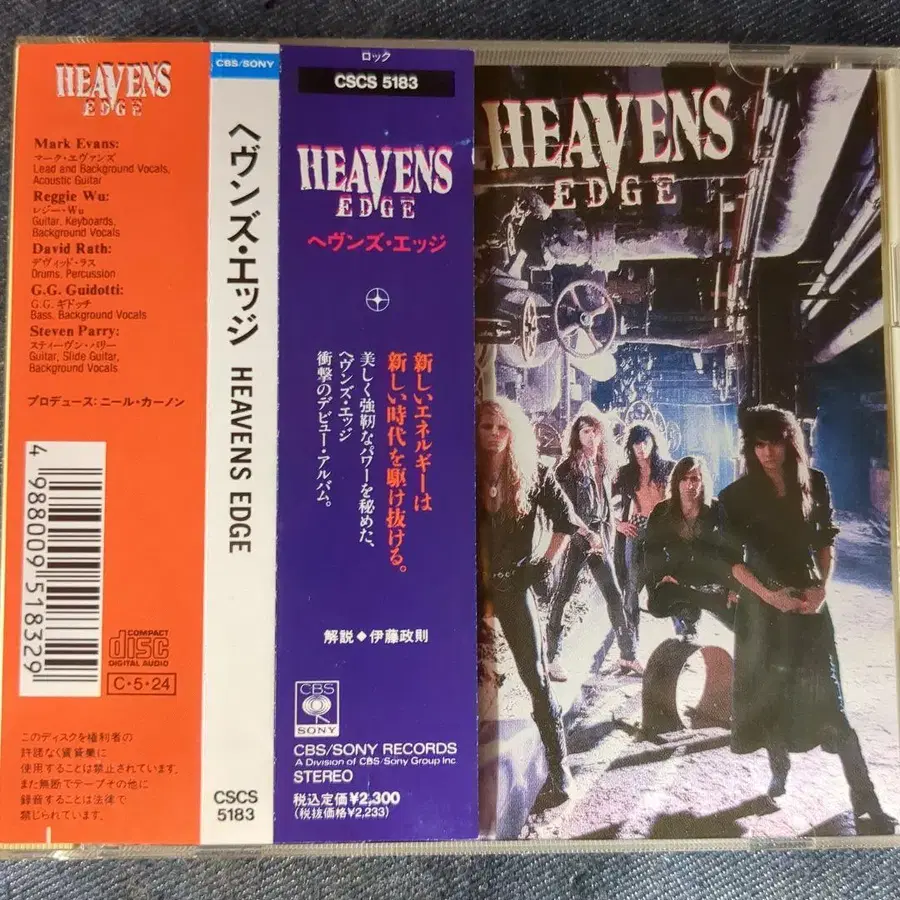 HEAVENS
EDGE
Mark Evans:
マーク・エヴァンズ
Lead and Background Vocals,
Acoustic Guitar
Reggie Wu:
レジー・Wu
Guitar, Keyboards,
Background Vocals
David Rath:
デヴィッド・ラス
Drums, Percussion
G.G. Guidotti:
G.G. ギドッチ
Bass, Background Vocals
Steven Parry:
スティーヴン・パリー
Guitar, Slide Guitar,
Background Vocals
プロデュース: ニール・カーノン
4988009518329
COMPACT
disc
DIGITAL AUDIO
C・5・24
このディスクを権利者の
許諾なく賃貸業に
使用することは禁止されています。
また無断でテープその他に
録音することは法律で
禁じられています。
CBS/SONY
ヘヴンズ・エッジ HEAVENS EDGE
CSCS
5183
ロック
CSCS 5183
HEAVENS
EDGE
ヘヴンズ・エッジ
新しいエネルギーは
新しい時代を駆け抜ける。
美しく強靭なパワーを秘めた、
ヘヴンズ・エッジ
衝撃のデビュー・アルバム。
解説◆伊藤政則
CBS
SONY
CBS/SONY RECORDS
A Division of CBS/Sony Group Inc
STEREO
税込定価¥2,300
(税抜価格¥2,233)
HEAVENS
EDGE